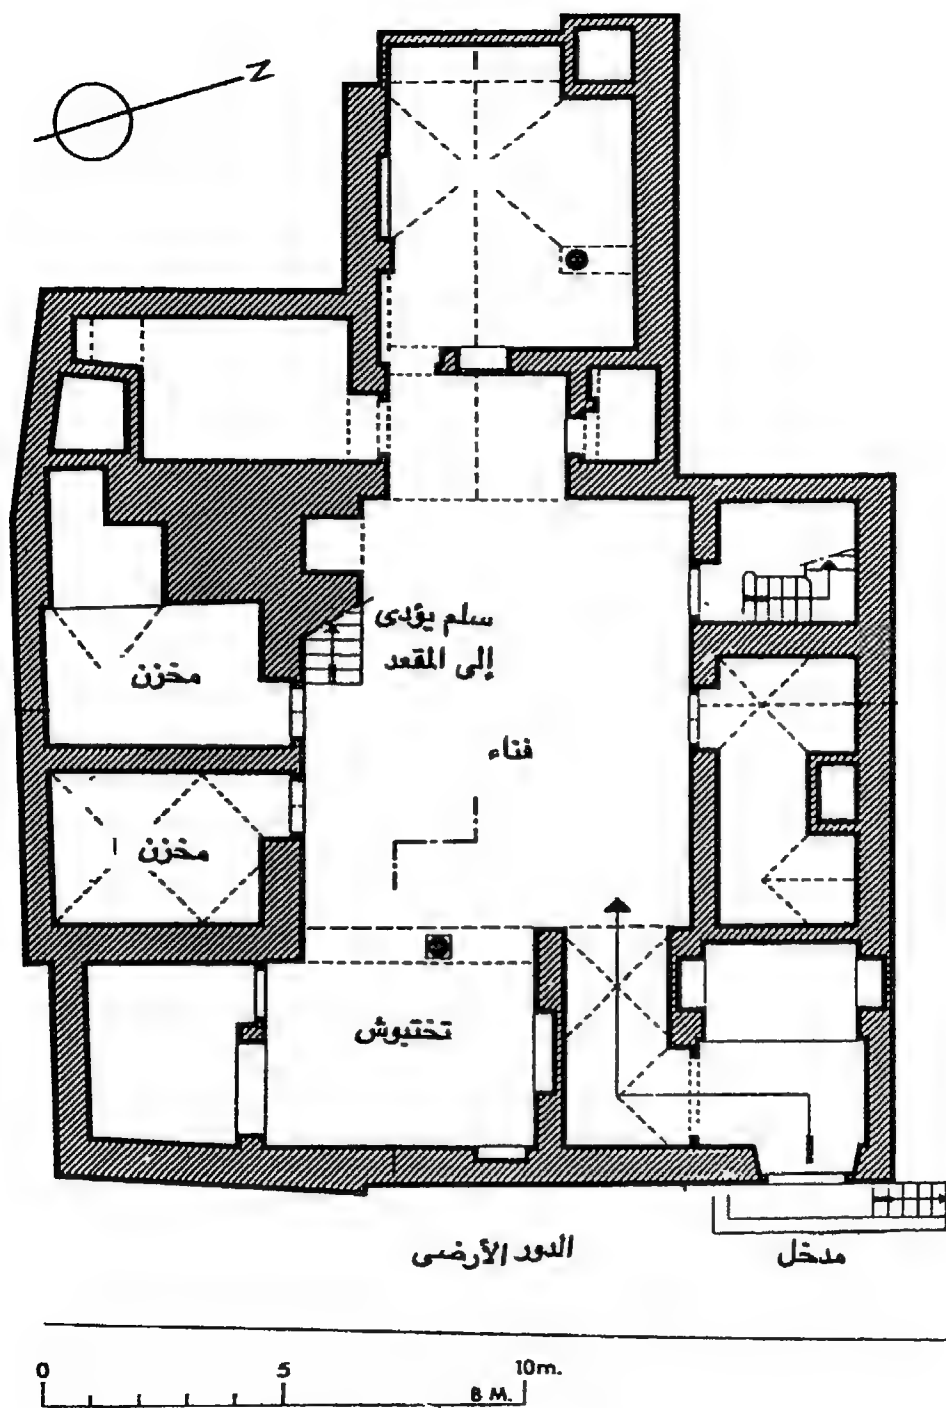 N
سلم يؤدى
إلى المقعد
مخزن
فناء
مخزن
تختبوش
الدور الأرضى
مدخل
0 5 10m.
B M.